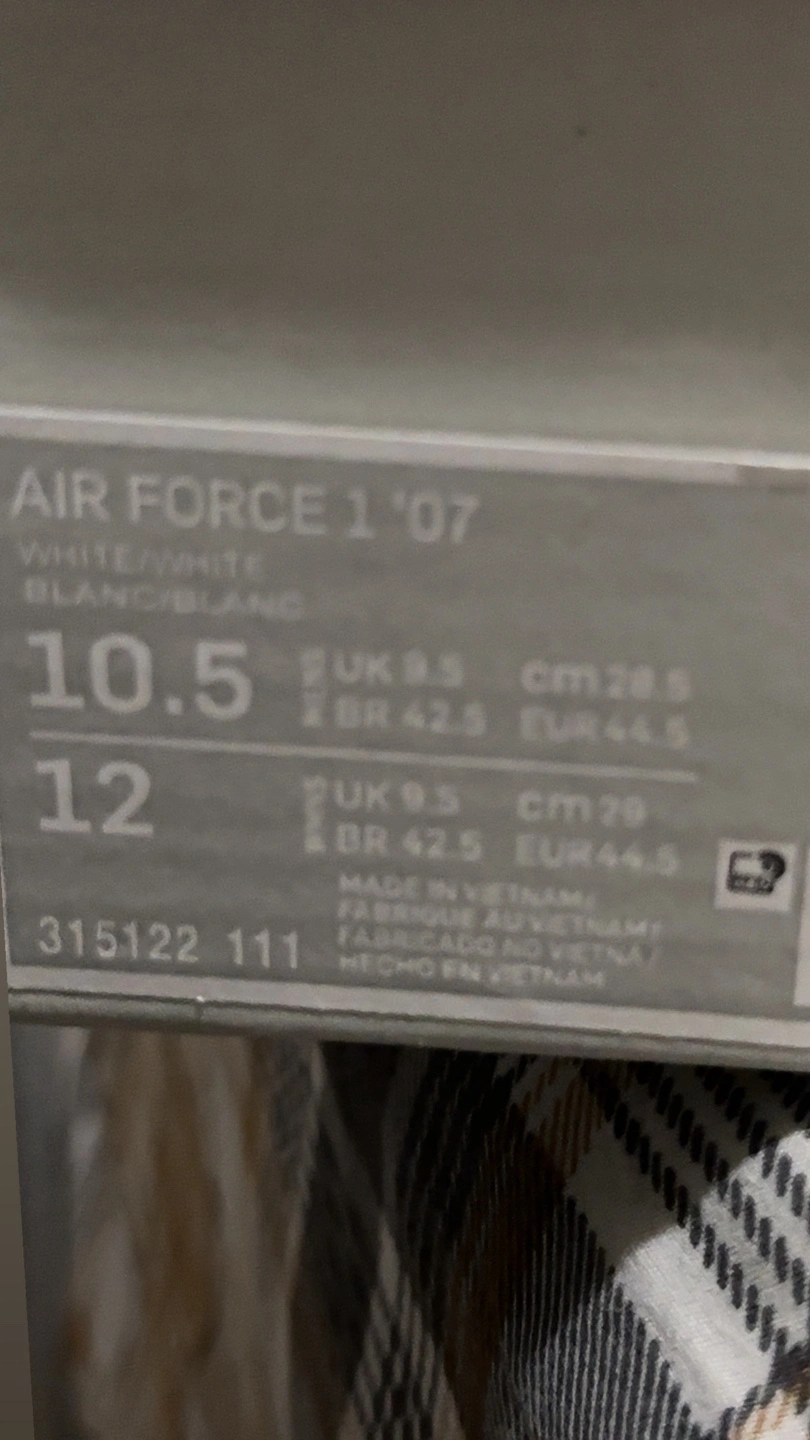 AIR FORCE 1 '07
WHITE/WHITE
BLANC/BLANC
10.5 UK 9.5 cm 28.5
BR 42.5 EUR 44.5
12 UK 9.5 cm 29
BR 42.5 EUR 44.5
MADE IN VIETNAM/
FABRIQUE AU VIETNAM/
FABRICADO NO VIETNA/
HECHO EN VIETNAM
315122 111